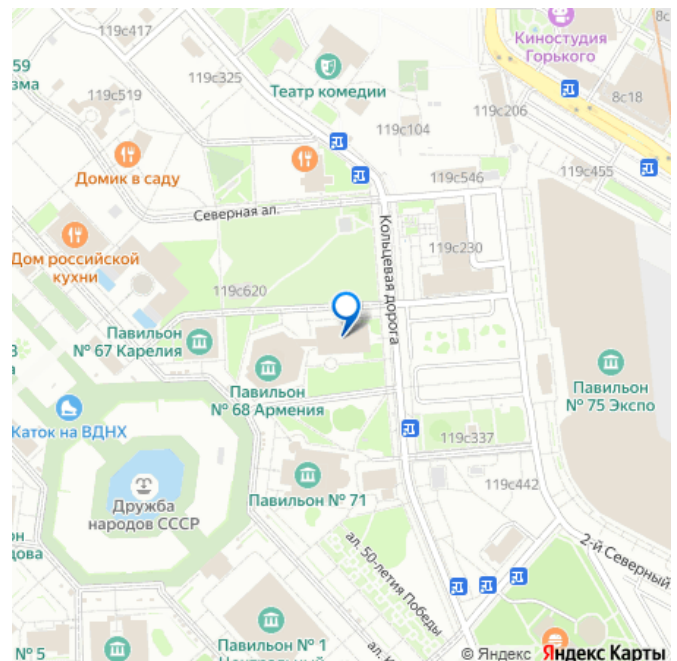 119с417
59
зма
119с325
119с519
Театр комедии
Киностудия
Горького
8с
8с18
119с206
119с104
119с455
119с546
Домик в саду
Северная ал.
Кольцевая дорога
119с230
Дом российской
кухни
119с620
Павильон
№ 67 Карелия
Павильон
№ 68 Армения
Павильон
№ 75 Экспо
Каток на ВДНХ
119с337
119с442
Дружба
народов СССР
Павильон № 71
ал. 50-летия Победы
2-й Северный
Павильон № 1
№ 5
© Яндекс Яндекс Карты